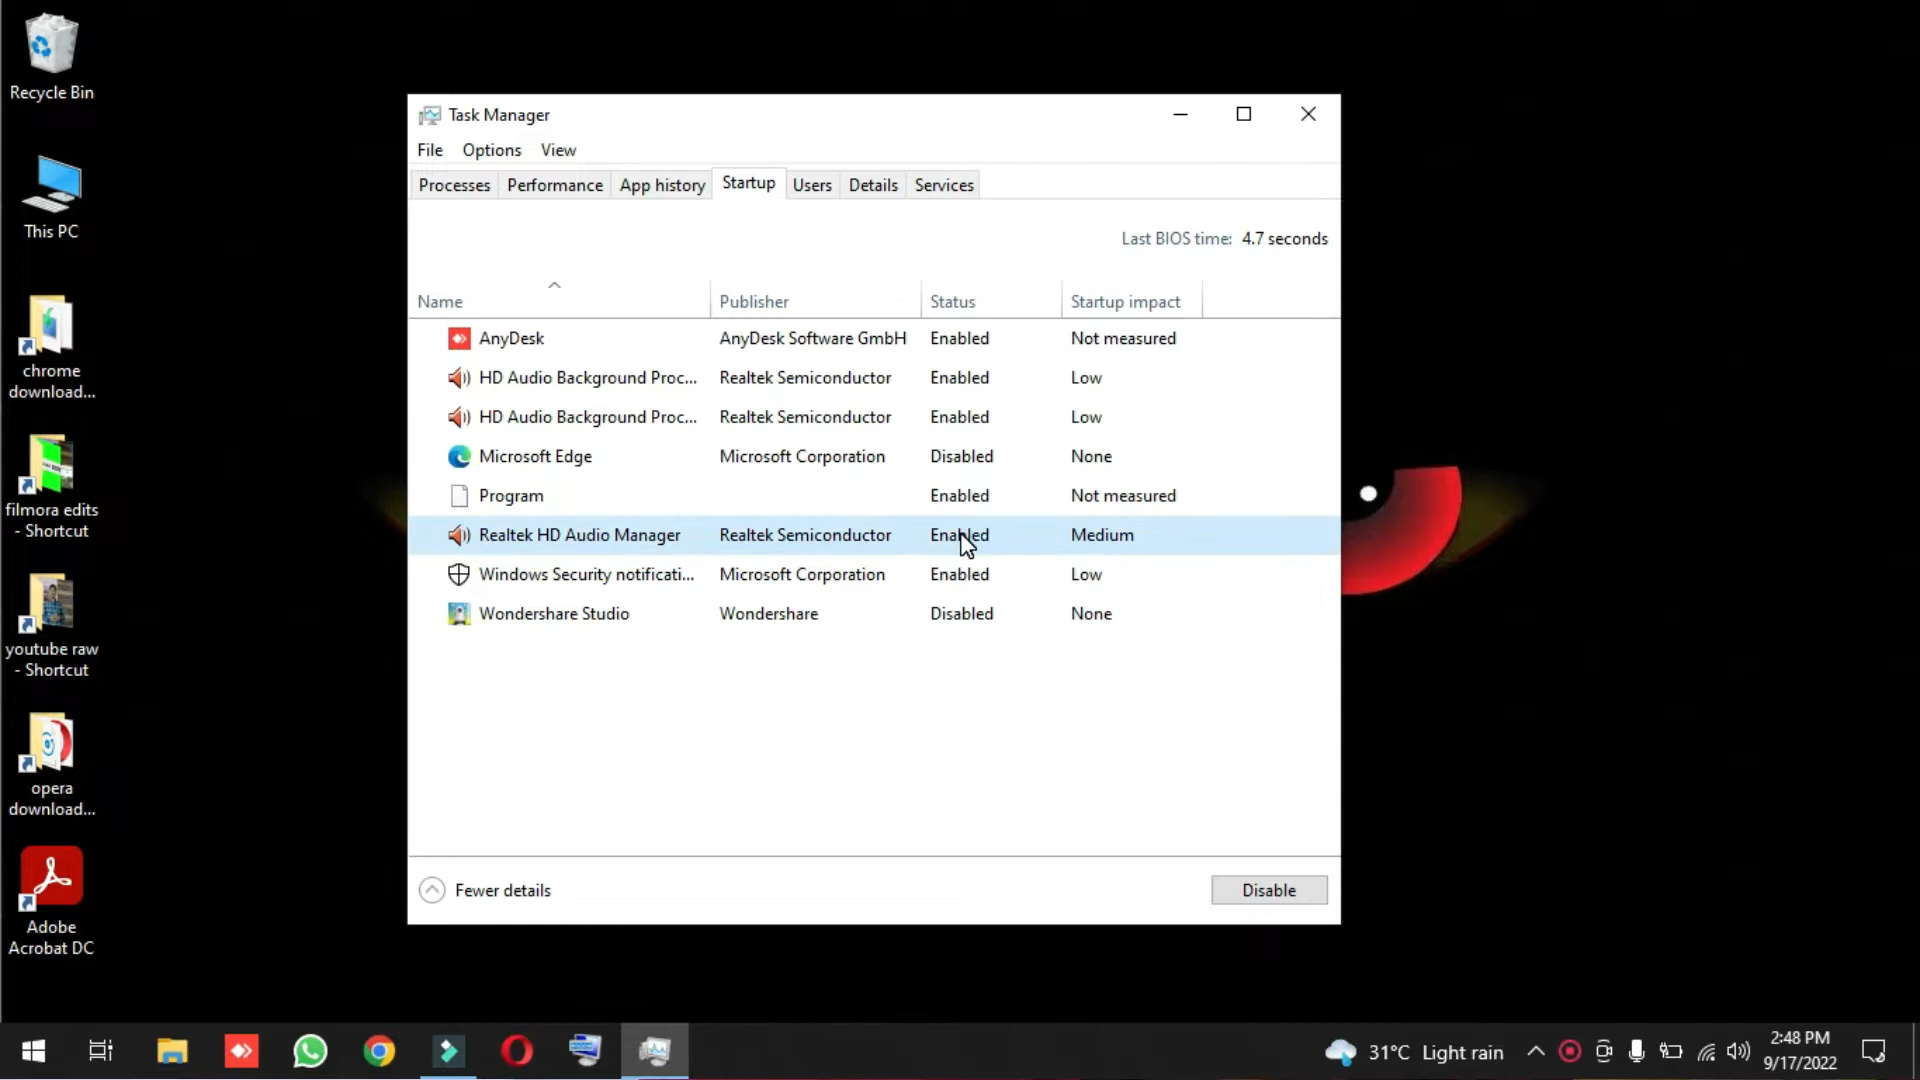 Recycle Bin
This PC
chrome
download...
filmora edits
- Shortcut
youtube raw
- Shortcut
opera
download...
Adobe
Acrobat DC
Task Manager
File Options View
Processes Performance App history Startup Users Details Services
Last BIOS time: 4.7 seconds
Name Publisher Status Startup impact
AnyDesk AnyDesk Software GmbH Enabled Not measured
HD Audio Background Proc... Realtek Semiconductor Enabled Low
HD Audio Background Proc... Realtek Semiconductor Enabled Low
Microsoft Edge Microsoft Corporation Disabled None
Program Enabled Not measured
Realtek HD Audio Manager Realtek Semiconductor Enabled Medium
Windows Security notificati... Microsoft Corporation Enabled Low
Wondershare Studio Wondershare Disabled None
Fewer details Disable
31°C Light rain
2:48 PM
9/17/2022